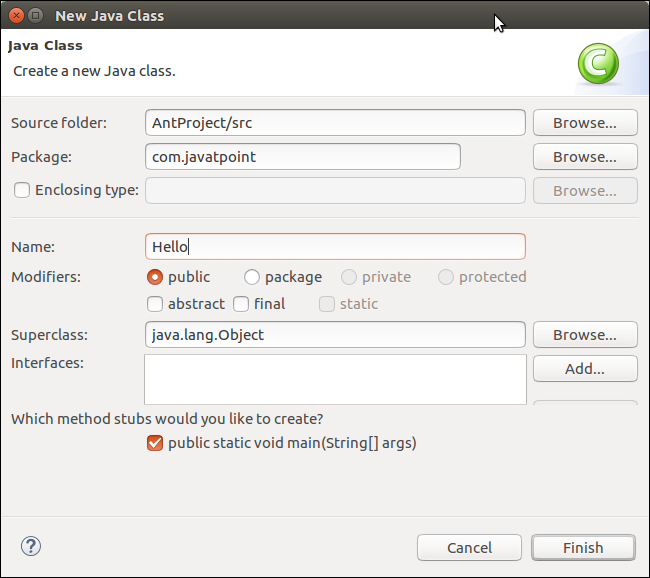 New Java Class
Java Class
Create a new Java class.
C
Source folder: AntProject/src Browse...
Package: com.javatpoint Browse...
Enclosing type: Browse...
Name: Hello
Modifiers: public package private protected
abstract final static
Superclass: java.lang.Object Browse...
Interfaces: Add...
Which method stubs would you like to create?
public static void main(String[] args)
? Cancel Finish